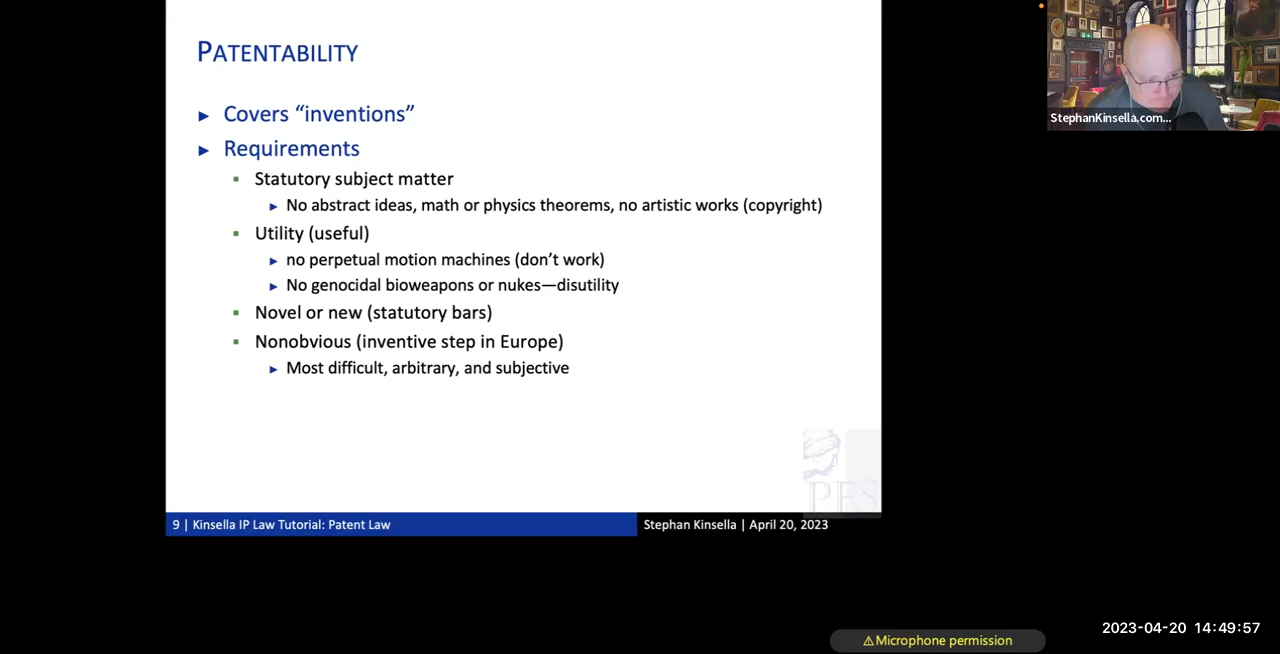 PATENTABILITY
► Covers “inventions”
► Requirements
▪ Statutory subject matter
► No abstract ideas, math or physics theorems, no artistic works (copyright)
▪ Utility (useful)
► no perpetual motion machines (don’t work)
► No genocidal bioweapons or nukes—disutility
▪ Novel or new (statutory bars)
▪ Nonobvious (inventive step in Europe)
► Most difficult, arbitrary, and subjective
PFS
9 | Kinsella IP Law Tutorial: Patent Law
Stephan Kinsella | April 20, 2023
StephanKinsella.com...
⚠Microphone permission
2023-04-20 14:49:57